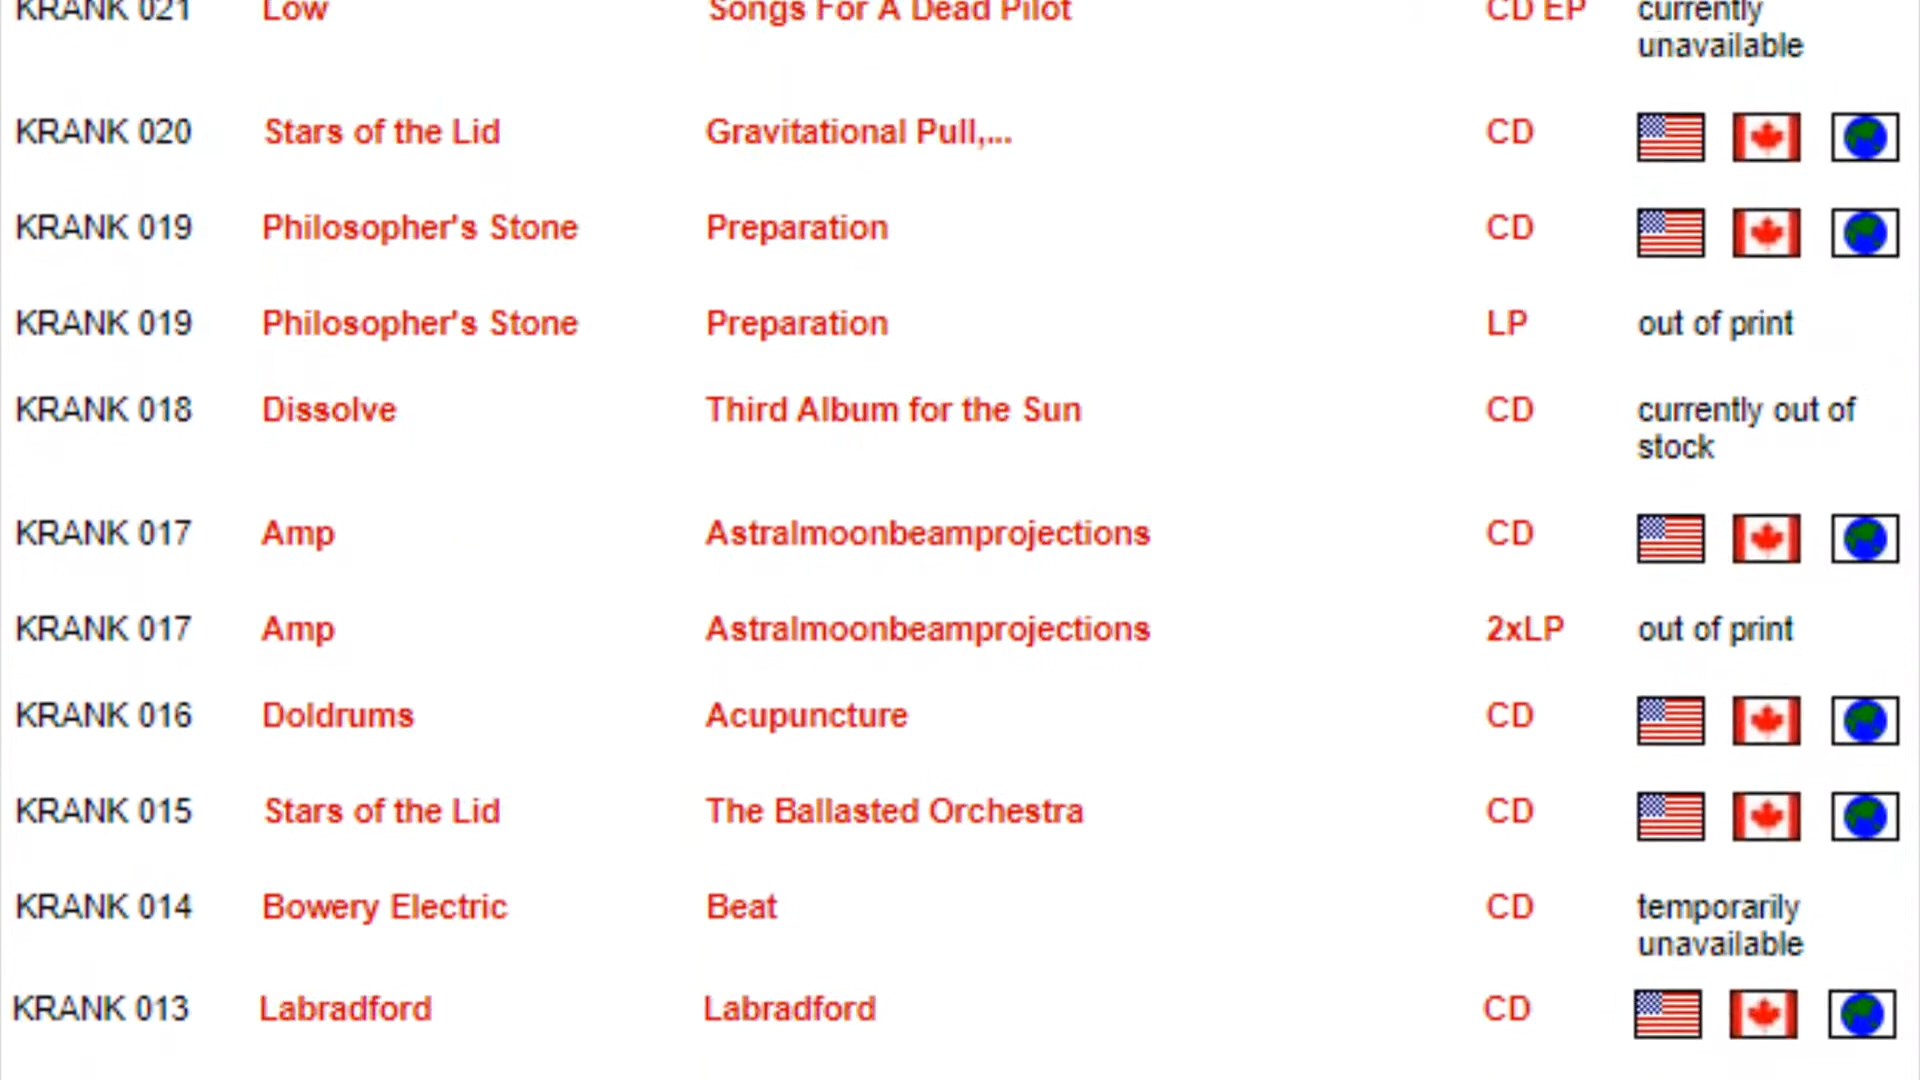 KRANK 021 Low Songs For A Dead Pilot CD EP currently
unavailable
KRANK 020 Stars of the Lid Gravitational Pull,... CD
KRANK 019 Philosopher's Stone Preparation CD
KRANK 019 Philosopher's Stone Preparation LP out of print
KRANK 018 Dissolve Third Album for the Sun CD currently out of
stock
KRANK 017 Amp Astralmoonbeamprojections CD
KRANK 017 Amp Astralmoonbeamprojections 2xLP out of print
KRANK 016 Doldrums Acupuncture CD
KRANK 015 Stars of the Lid The Ballasted Orchestra CD
KRANK 014 Bowery Electric Beat CD temporarily
unavailable
KRANK 013 Labradford Labradford CD